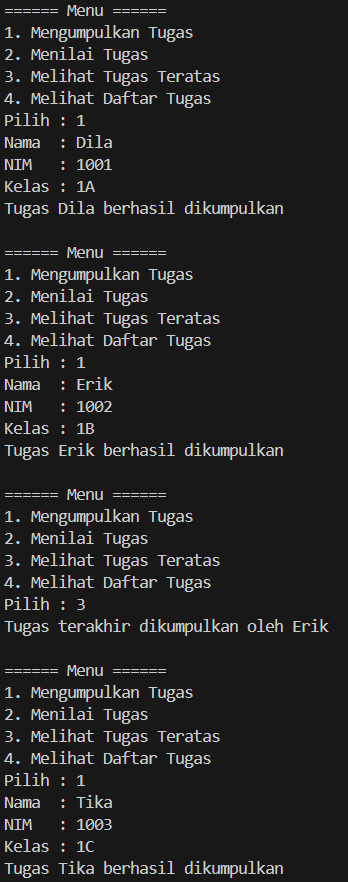 ====== Menu ======
1. Mengumpulkan Tugas
2. Menilai Tugas
3. Melihat Tugas Teratas
4. Melihat Daftar Tugas
Pilih : 1
Nama  : Dila
NIM   : 1001
Kelas : 1A
Tugas Dila berhasil dikumpulkan

====== Menu ======
1. Mengumpulkan Tugas
2. Menilai Tugas
3. Melihat Tugas Teratas
4. Melihat Daftar Tugas
Pilih : 1
Nama  : Erik
NIM   : 1002
Kelas : 1B
Tugas Erik berhasil dikumpulkan

====== Menu ======
1. Mengumpulkan Tugas
2. Menilai Tugas
3. Melihat Tugas Teratas
4. Melihat Daftar Tugas
Pilih : 3
Tugas terakhir dikumpulkan oleh Erik

====== Menu ======
1. Mengumpulkan Tugas
2. Menilai Tugas
3. Melihat Tugas Teratas
4. Melihat Daftar Tugas
Pilih : 1
Nama  : Tika
NIM   : 1003
Kelas : 1C
Tugas Tika berhasil dikumpulkan